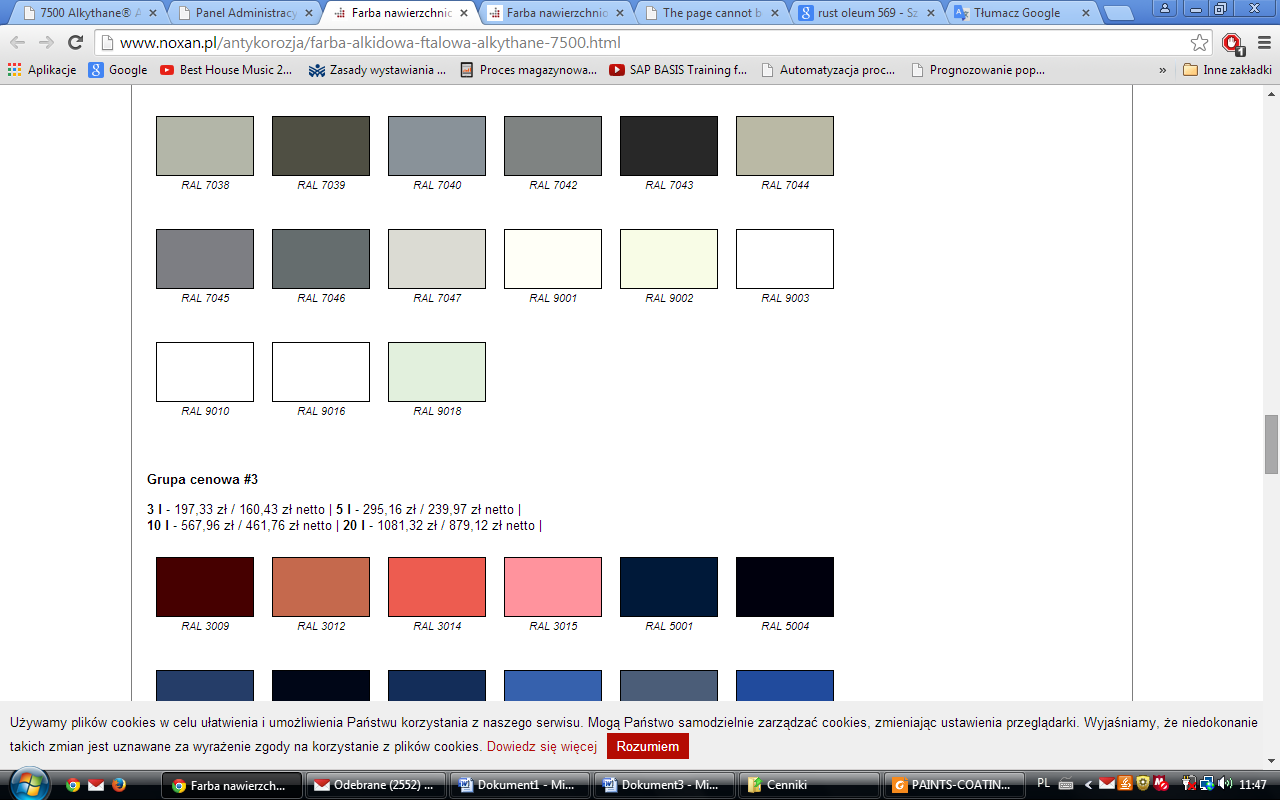 7500 Alkythane® A
Panel Administracy
Farba nawierzchnio
Farba nawierzchnio
The page cannot b
rust oleum 569 - Sz
Tłumacz Google
www.noxan.pl/antykorozja/farba-alkidowa-ftalowa-alkythane-7500.html
1
Aplikacje
Google
Best House Music 2...
Zasady wystawiania ...
Proces magazynowa...
SAP BASIS Training f...
Automatyzacja proc...
Prognozowanie pop...
»
Inne zakładki
RAL 7038 RAL 7039 RAL 7040 RAL 7042 RAL 7043 RAL 7044
RAL 7045 RAL 7046 RAL 7047 RAL 9001 RAL 9002 RAL 9003
RAL 9010 RAL 9016 RAL 9018
Grupa cenowa #3
3 l - 197,33 zł / 160,43 zł netto | 5 l - 295,16 zł / 239,97 zł netto |
10 l - 567,96 zł / 461,76 zł netto | 20 l - 1081,32 zł / 879,12 zł netto |
RAL 3009 RAL 3012 RAL 3014 RAL 3015 RAL 5001 RAL 5004
Używamy plików cookies w celu ułatwienia i umożliwienia Państwu korzystania z naszego serwisu. Mogą Państwo samodzielnie zarządzać cookies, zmieniając ustawienia przeglądarki. Wyjaśniamy, że niedokonanie
takich zmian jest uznawane za wyrażenie zgody na korzystanie z plików cookies. Dowiedz się więcej Rozumiem
Farba nawierzch...
Odebrane (2552) ...
Dokument1 - Mi...
Dokument3 - Mi...
Cenniki
PAINTS-COATIN...
PL
11:47